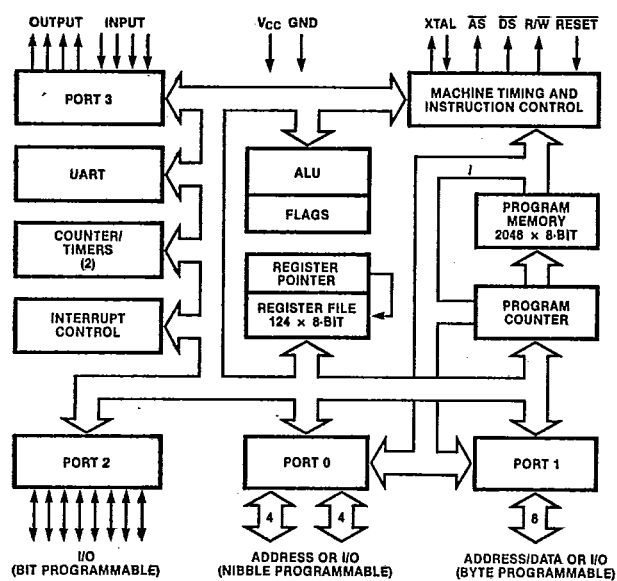 OUTPUT INPUT VCC GND XTAL AS DS R/W RESET
PORT 3
MACHINE TIMING AND
INSTRUCTION CONTROL
UART
ALU
FLAGS
COUNTER/
TIMERS
(2)
PROGRAM
MEMORY
2048 × 8-BIT
REGISTER
POINTER
REGISTER FILE
124 × 8-BIT
INTERRUPT
CONTROL
PROGRAM
COUNTER
PORT 2
PORT 0
PORT 1
4 4 8
I/O
(BIT PROGRAMMABLE)
ADDRESS OR I/O
(NIBBLE PROGRAMMABLE)
ADDRESS/DATA OR I/O
(BYTE PROGRAMMABLE)